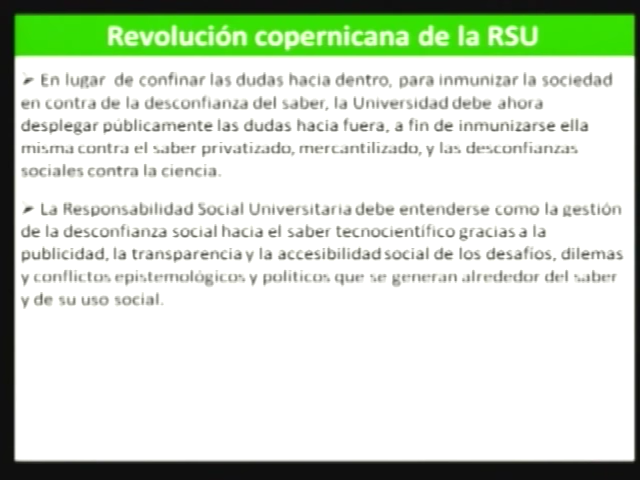 Revolución copernicana de la RSU
➢ En lugar de confinar las dudas hacia dentro, para inmunizar la sociedad
en contra de la desconfianza del saber, la Universidad debe ahora
desplegar públicamente las dudas hacia fuera, a fin de inmunizarse ella
misma contra el saber privatizado, mercantilizado, y las desconfianzas
sociales contra la ciencia.
➢ La Responsabilidad Social Universitaria debe entenderse como la gestión
de la desconfianza social hacia el saber tecnocientífico gracias a la
publicidad, la transparencia y la accesibilidad social de los desafíos, dilemas
y conflictos epistemológicos y políticos que se generan alrededor del saber
y de su uso social.